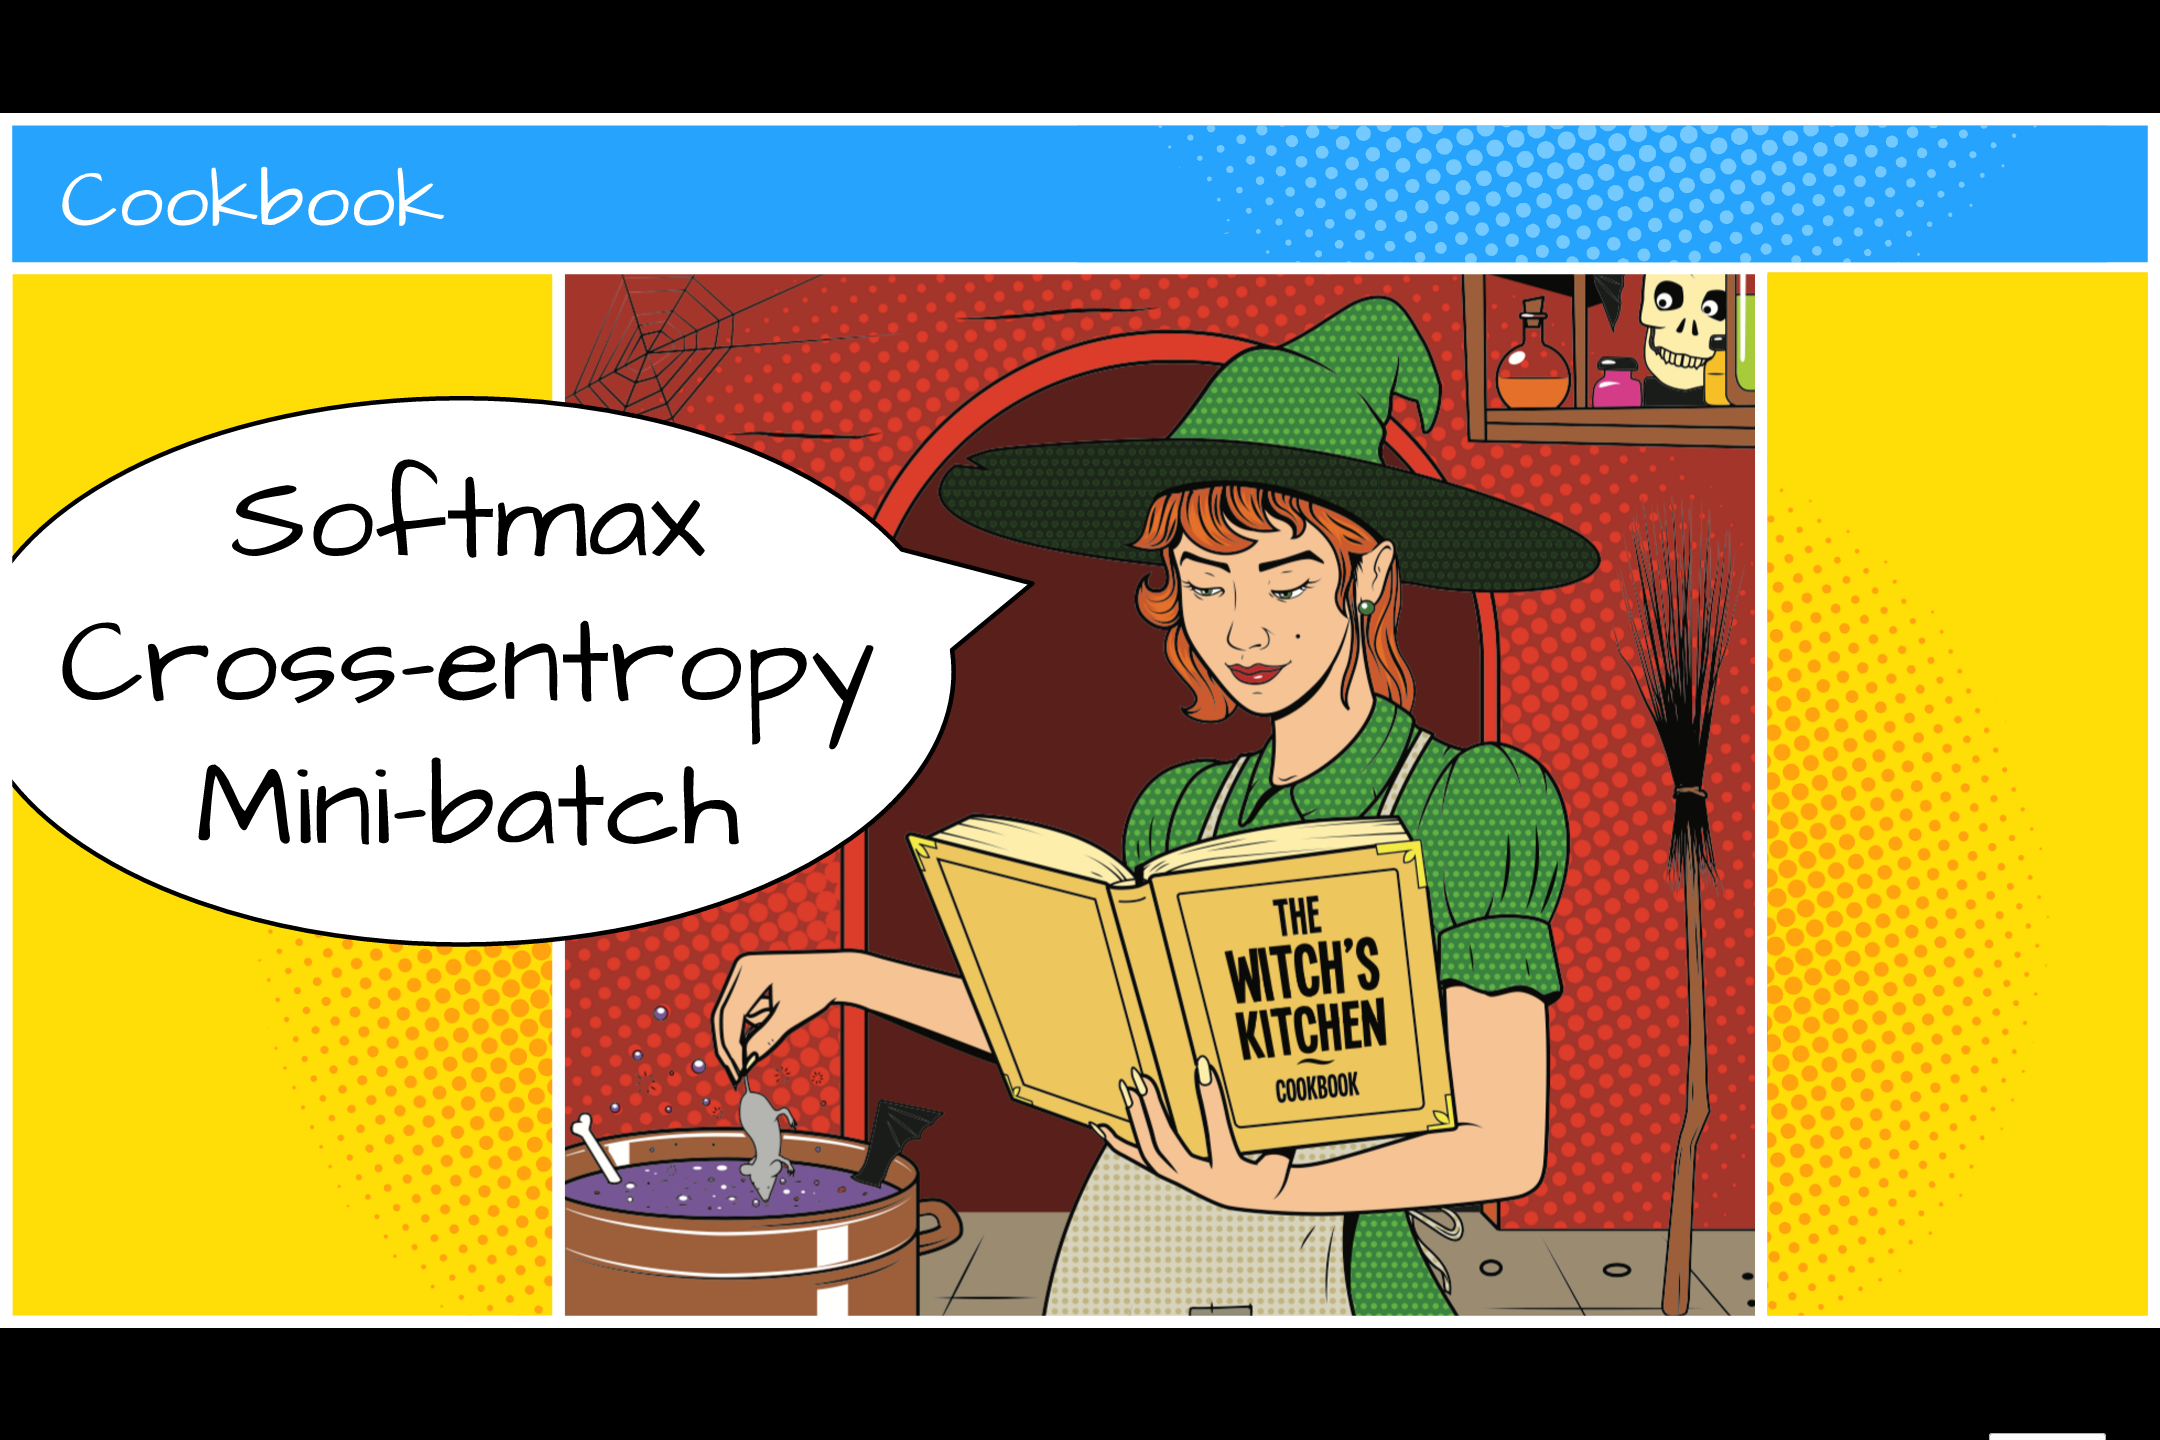 Cookbook
Softmax
Cross-entropy
Mini-batch
THE
WITCH'S
KITCHEN
COOKBOOK